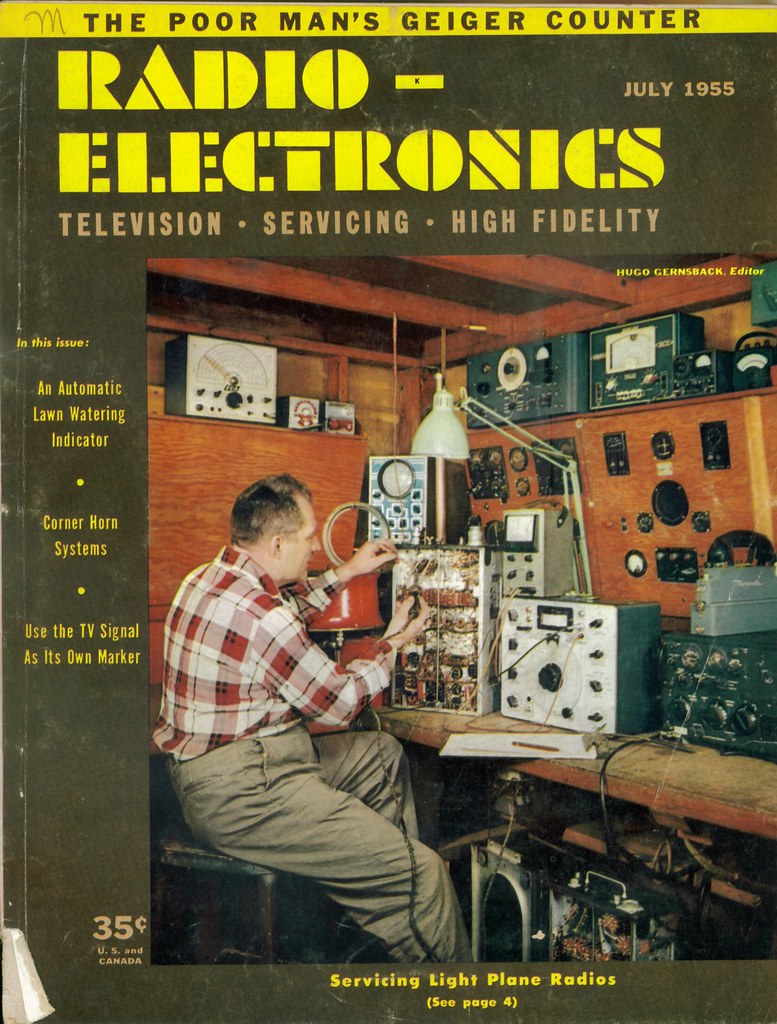 M THE POOR MAN'S GEIGER COUNTER
RADIO-
K
ELECTRONICS
JULY 1955
TELEVISION · SERVICING · HIGH FIDELITY
HUGO GERNSBACK, Editor
In this issue:
An Automatic
Lawn Watering
Indicator
•
Corner Horn
Systems
•
Use the TV Signal
As Its Own Marker
35¢
U. S. and
CANADA
Servicing Light Plane Radios
(See page 4)